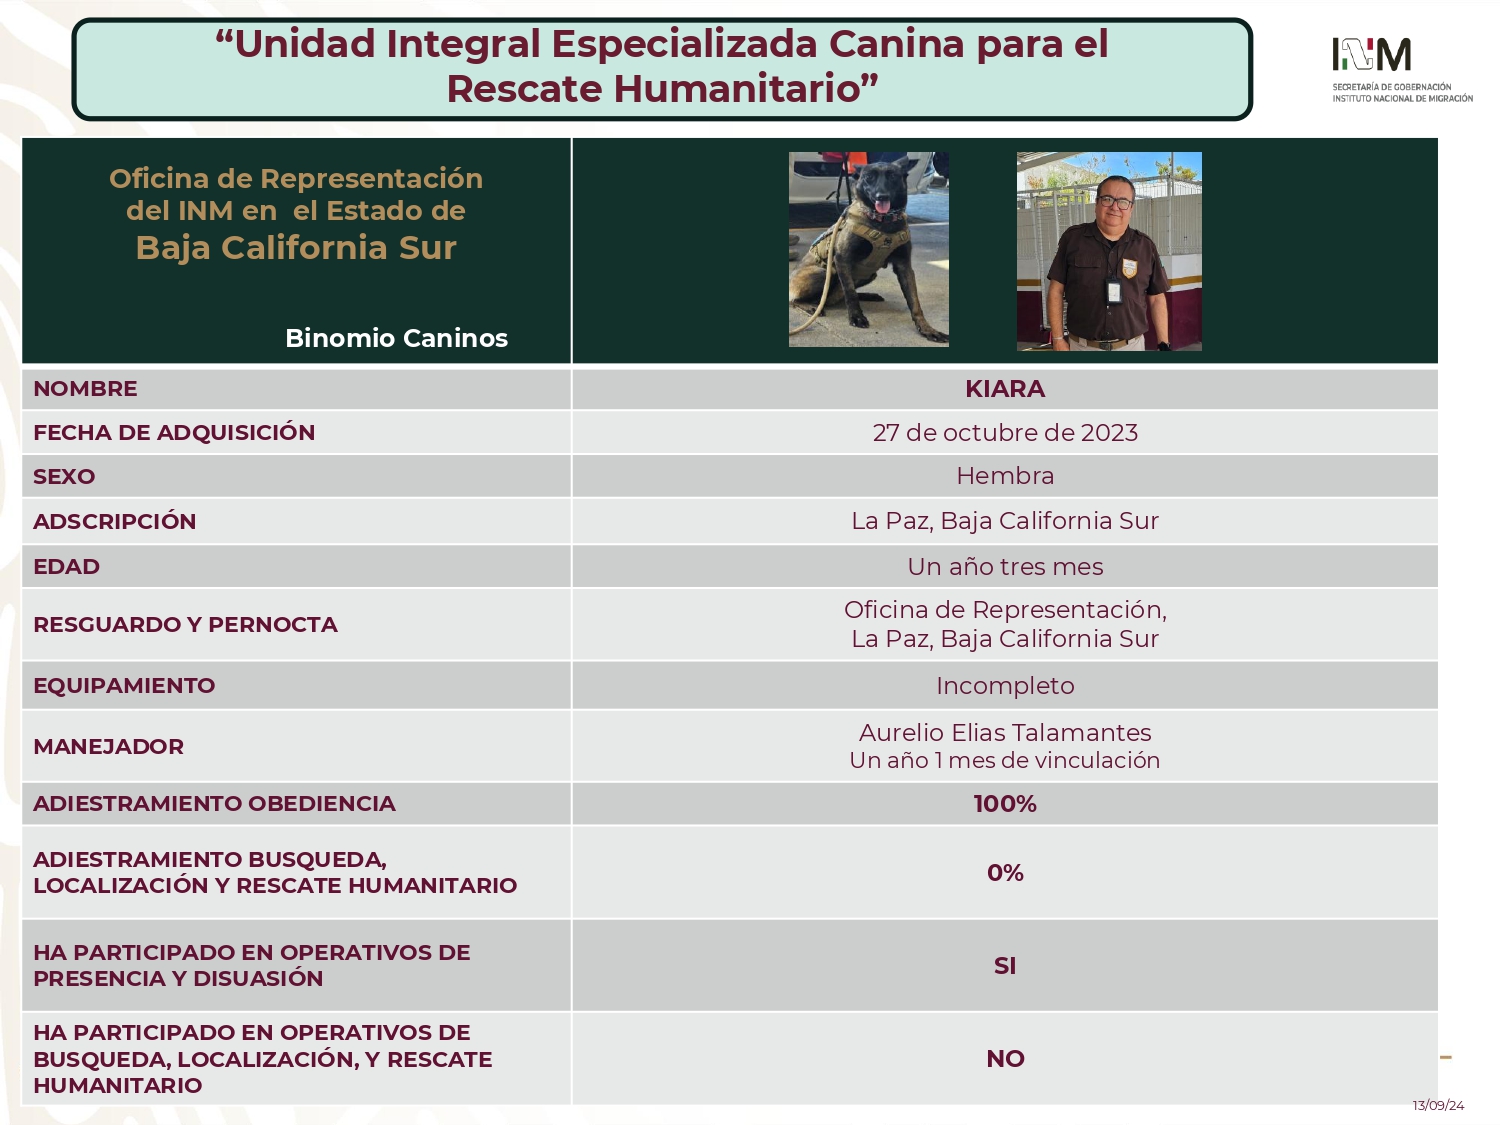 “Unidad Integral Especializada Canina para el
Rescate Humanitario”
INM
SECRETARÍA DE GOBERNACIÓN
INSTITUTO NACIONAL DE MIGRACIÓN
Oficina de Representación
del INM en  el Estado de
Baja California Sur
Binomio Caninos
NOMBRE
KIARA
FECHA DE ADQUISICIÓN
27 de octubre de 2023
SEXO
Hembra
ADSCRIPCIÓN
La Paz, Baja California Sur
EDAD
Un año tres mes
RESGUARDO Y PERNOCTA
Oficina de Representación,
La Paz, Baja California Sur
EQUIPAMIENTO
Incompleto
MANEJADOR
Aurelio Elias Talamantes
Un año 1 mes de vinculación
ADIESTRAMIENTO OBEDIENCIA
100%
ADIESTRAMIENTO BUSQUEDA,
LOCALIZACIÓN Y RESCATE HUMANITARIO
0%
HA PARTICIPADO EN OPERATIVOS DE
PRESENCIA Y DISUASIÓN
SI
HA PARTICIPADO EN OPERATIVOS DE
BUSQUEDA, LOCALIZACIÓN, Y RESCATE
HUMANITARIO
NO
13/09/24